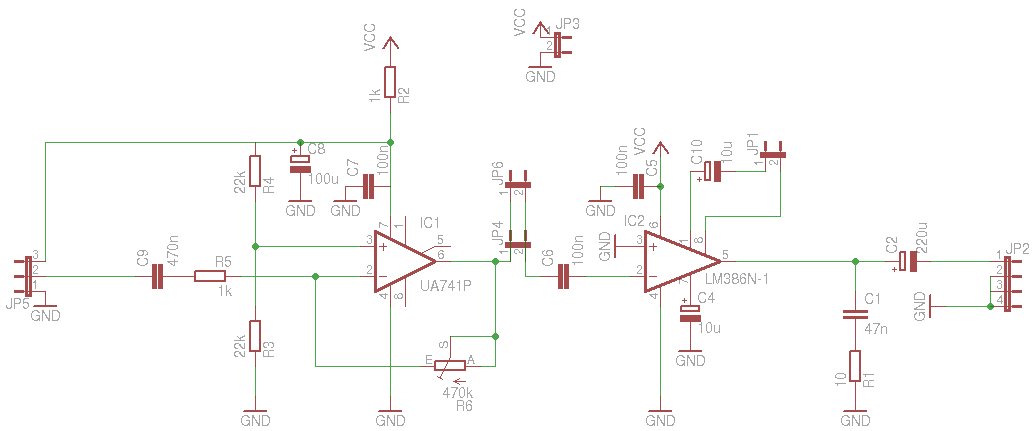 VCC
JP3
1
2
GND
VCC
1k
R2
C8
100u
GND
C7
100n
GND
22k
R4
JP6
1
2
JP4
1
2
100n
C5
VCC
GND
C10
10u
JP1
1
2
IC1
7
1
3
5
6
2
4
8
UA741P
IC2
GND
6
1
8
3
5
2
4
7
LM386N-1
C9
470n
R5
1k
3
2
1
JP5
GND
C6
100n
C4
10u
GND
C2
220u
JP2
1
2
3
4
GND
C1
47n
22k
R3
S
E
A
470k
R6
10
R1
GND
GND
GND
GND